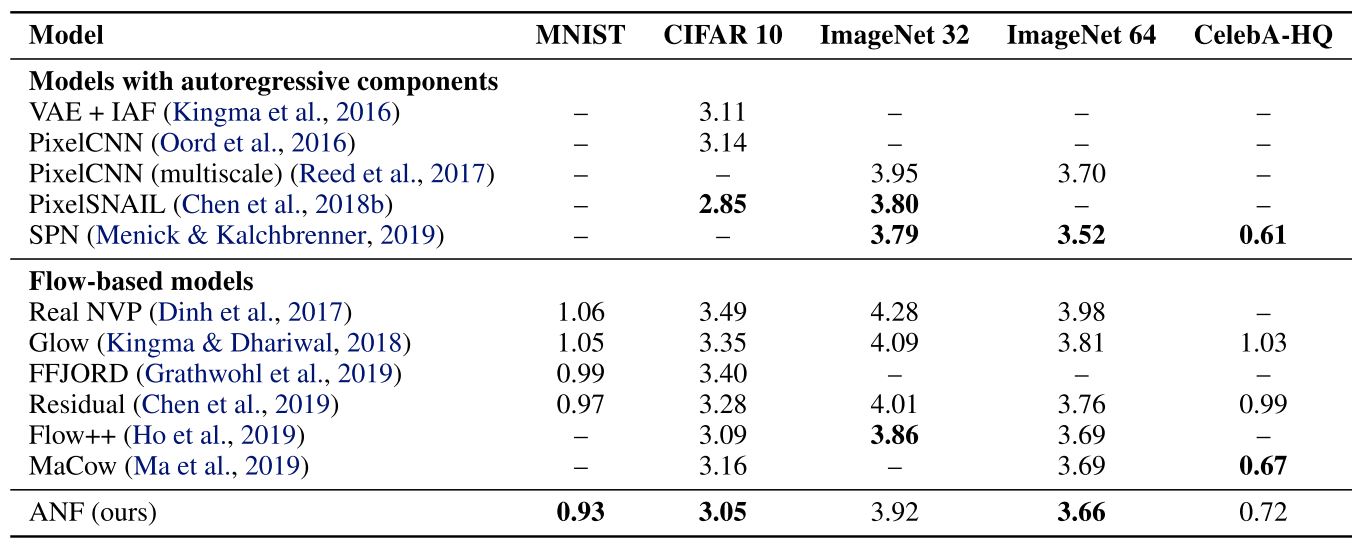 Model MNIST CIFAR 10 ImageNet 32 ImageNet 64 CelebA-HQ
Models with autoregressive components
VAE + IAF (Kingma et al., 2016) – 3.11 – – –
PixelCNN (Oord et al., 2016) – 3.14 – – –
PixelCNN (multiscale) (Reed et al., 2017) – – 3.95 3.70 –
PixelSNAIL (Chen et al., 2018b) – 2.85 3.80 – –
SPN (Menick & Kalchbrenner, 2019) – – 3.79 3.52 0.61
Flow-based models
Real NVP (Dinh et al., 2017) 1.06 3.49 4.28 3.98 –
Glow (Kingma & Dhariwal, 2018) 1.05 3.35 4.09 3.81 1.03
FFJORD (Grathwohl et al., 2019) 0.99 3.40 – – –
Residual (Chen et al., 2019) 0.97 3.28 4.01 3.76 0.99
Flow++ (Ho et al., 2019) – 3.09 3.86 3.69 –
MaCow (Ma et al., 2019) – 3.16 – 3.69 0.67
ANF (ours) 0.93 3.05 3.92 3.66 0.72